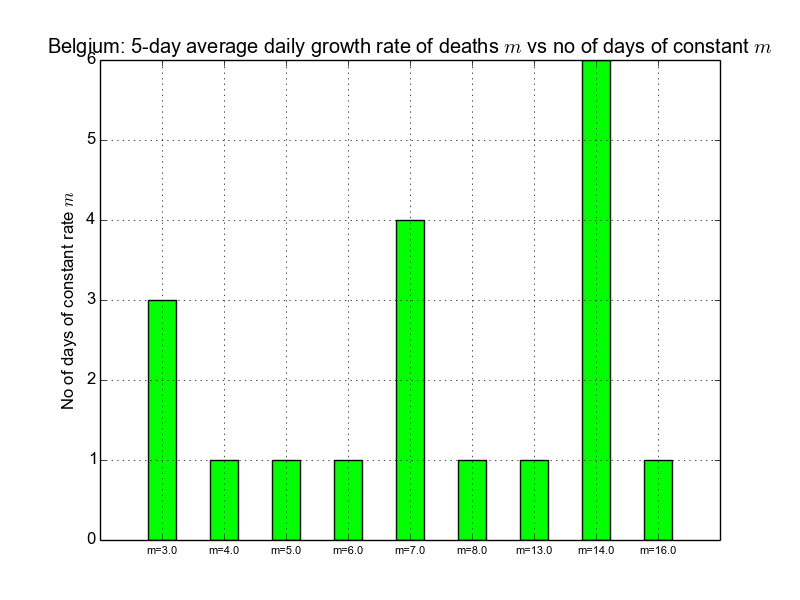 Belgium: 5-day average daily growth rate of deaths m vs no of days of constant m
6
5
4
3
2
1
0
No of days of constant rate m
m=3.0 m=4.0 m=5.0 m=6.0 m=7.0 m=8.0 m=13.0 m=14.0 m=16.0